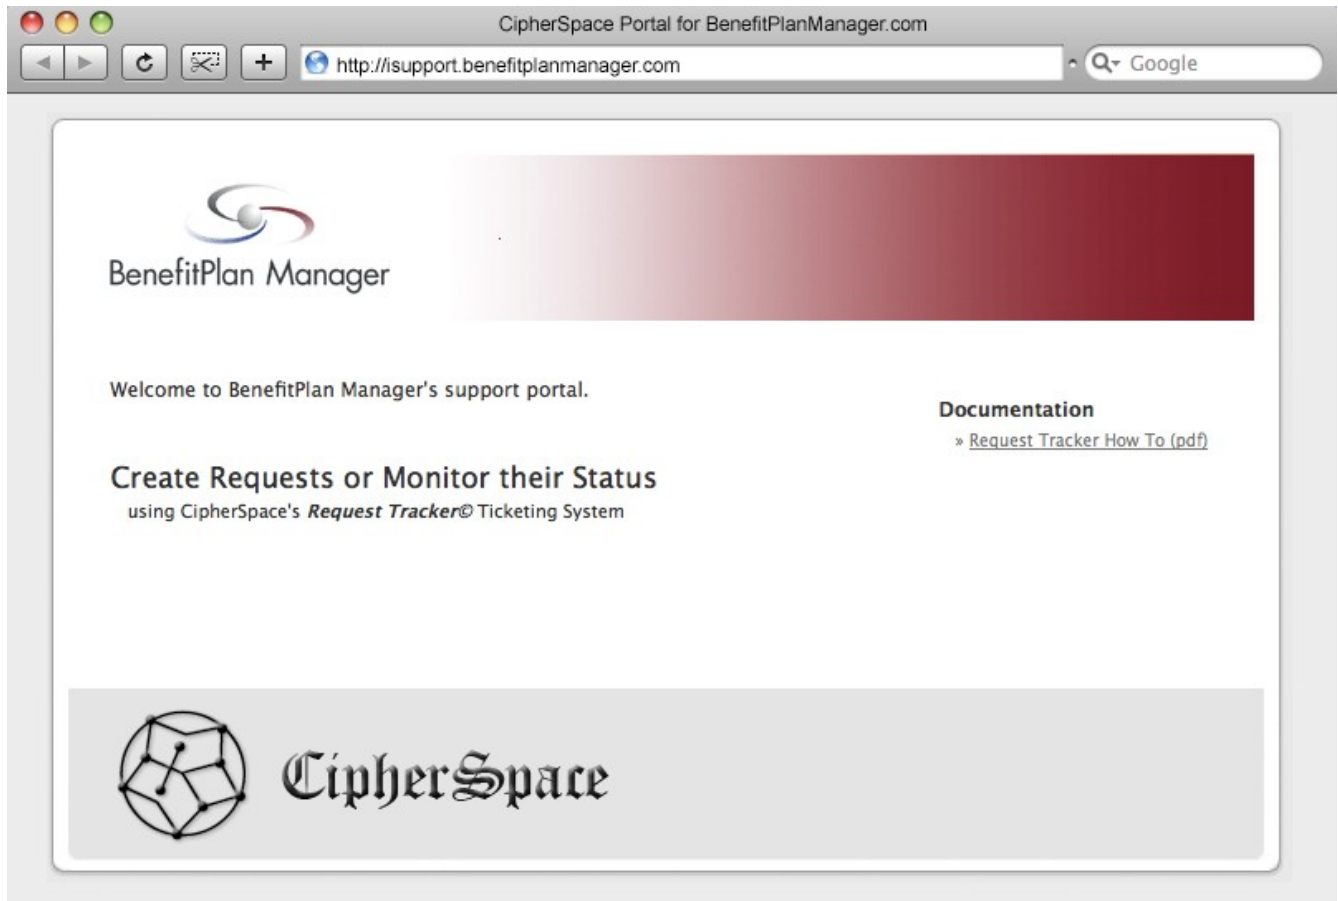 CipherSpace Portal for BenefitPlanManager.com
http://isupport.benefitplanmanager.com
Google
BenefitPlan Manager
Welcome to BenefitPlan Manager's support portal.
Documentation
» Request Tracker How To (pdf)
Create Requests or Monitor their Status
using CipherSpace's Request Tracker© Ticketing System
CipherSpace